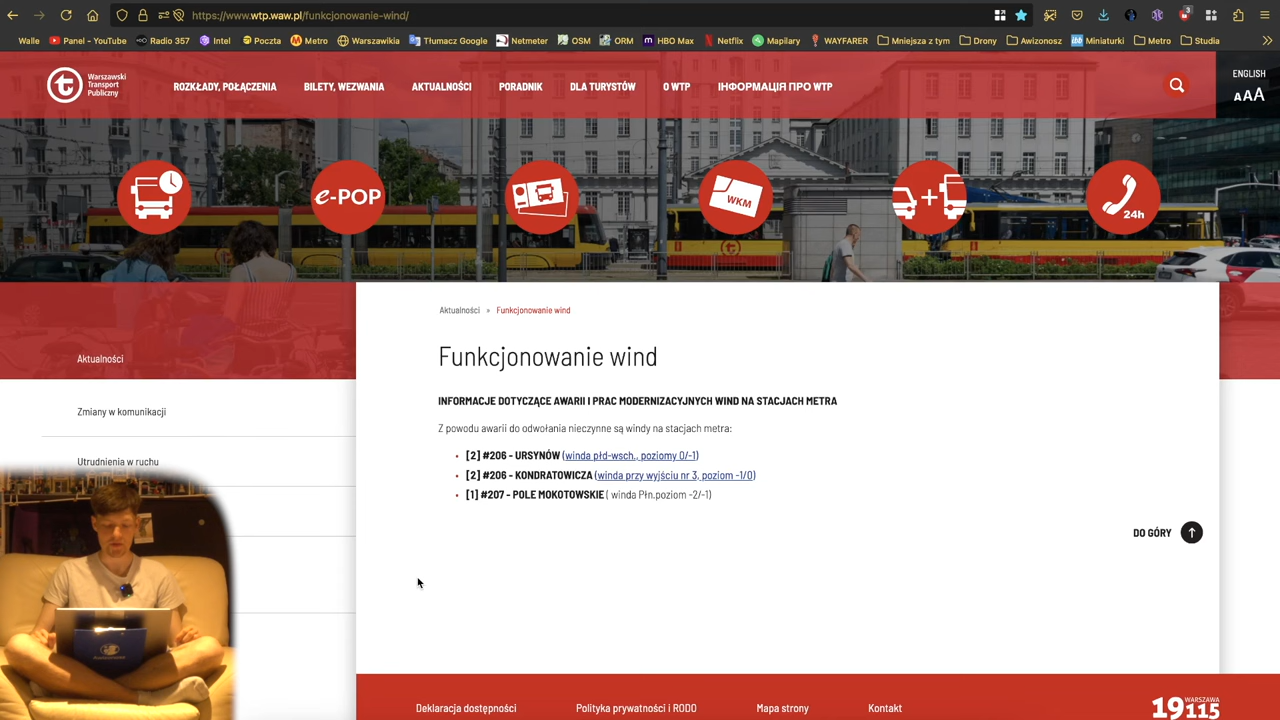 https://www.wtp.waw.pl/funkcjonowanie-wind/
3
Walle Panel - YouTube Radio 357 Intel Poczta Metro Warszawikia Tłumacz Google Netmeter OSM ORM HBO Max Netflix Mapilary WAYFARER Mniejsza z tym Drony Awizonosz Miniaturki Metro Studia
Warszawski
Transport
Publiczny
ROZKŁADY, POŁĄCZENIA BILETY, WEZWANIA AKTUALNOŚCI PORADNIK DLA TURYSTÓW O WTP ІНФОРМАЦІЯ ПРО WTP
ENGLISH
AAA
e-POP
WKM
24h
Aktualności » Funkcjonowanie wind
Funkcjonowanie wind
Aktualności
INFORMACJE DOTYCZĄCE AWARII I PRAC MODERNIZACYJNYCH WIND NA STACJACH METRA
Zmiany w komunikacji
Z powodu awarii do odwołania nieczynne są windy na stacjach metra:
Utrudnienia w ruchu
[2] #206 - URSYNÓW (winda płd-wsch., poziomy 0/-1)
[2] #206 - KONDRATOWICZA (winda przy wyjściu nr 3, poziom -1/0)
[1] #207 - POLE MOKOTOWSKIE ( winda Płn.poziom -2/-1)
DO GÓRY
Deklaracja dostępności Polityka prywatności i RODO Mapa strony Kontakt
WARSZAWA
19115